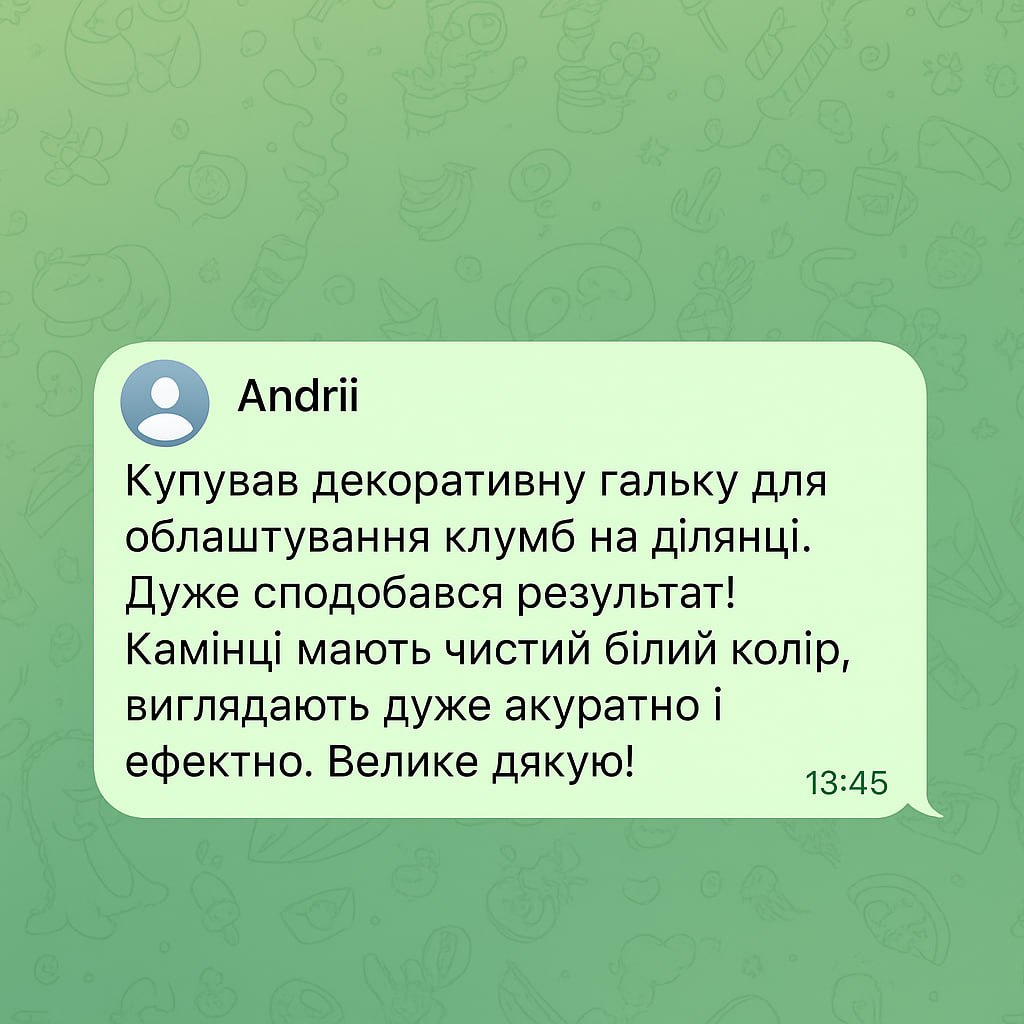 Andrii
Купував декоративну гальку для
облаштування клумб на ділянці.
Дуже сподобався результат!
Камінці мають чистий білий колір,
виглядають дуже акуратно і
ефектно. Велике дякую!
13:45